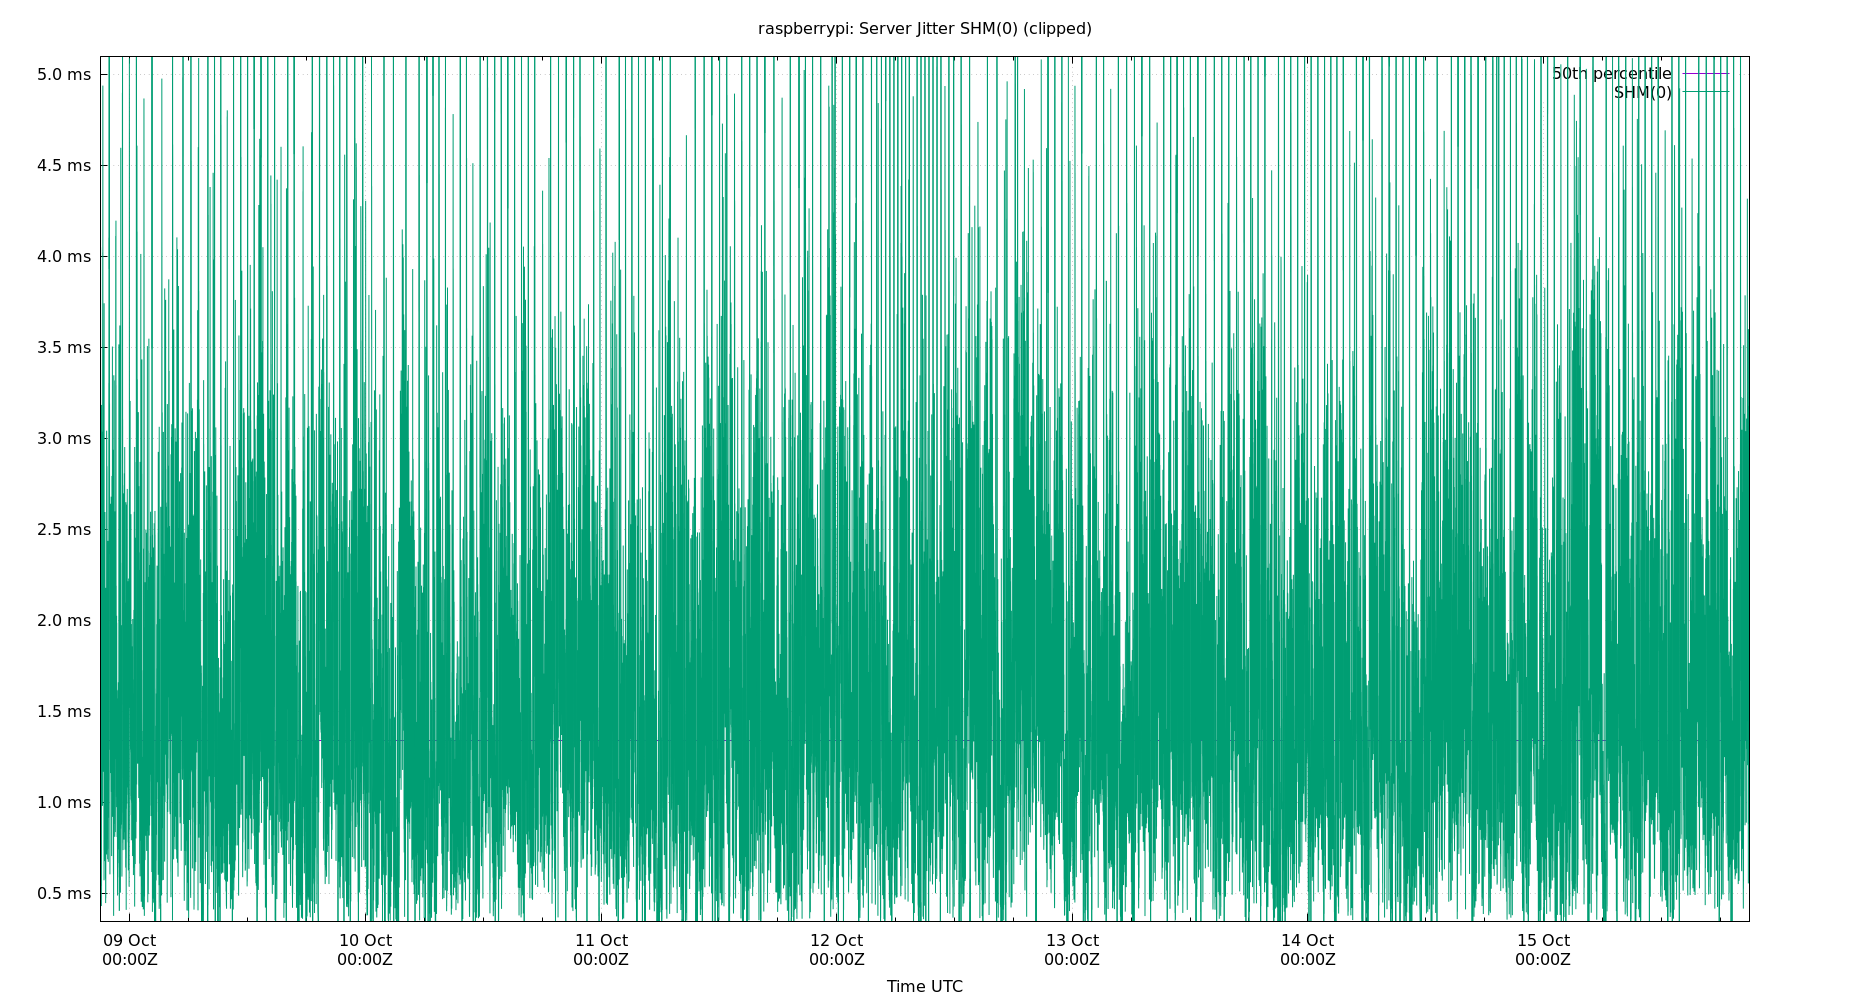 raspberrypi: Server Jitter SHM(0) (clipped)
5.0 ms
4.5 ms
4.0 ms
3.5 ms
3.0 ms
2.5 ms
2.0 ms
1.5 ms
1.0 ms
0.5 ms
50th percentile
SHM(0)
09 Oct 10 Oct 11 Oct 12 Oct 13 Oct 14 Oct 15 Oct
00:00Z 00:00Z 00:00Z 00:00Z 00:00Z 00:00Z 00:00Z
Time UTC